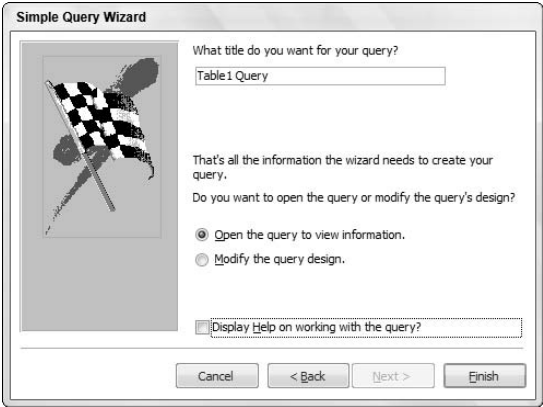 Simple Query Wizard
What title do you want for your query?
Table1 Query
That's all the information the wizard needs to create your
query.
Do you want to open the query or modify the query's design?
Open the query to view information.
Modify the query design.
Display Help on working with the query?
Cancel
< Back
Next >
Finish